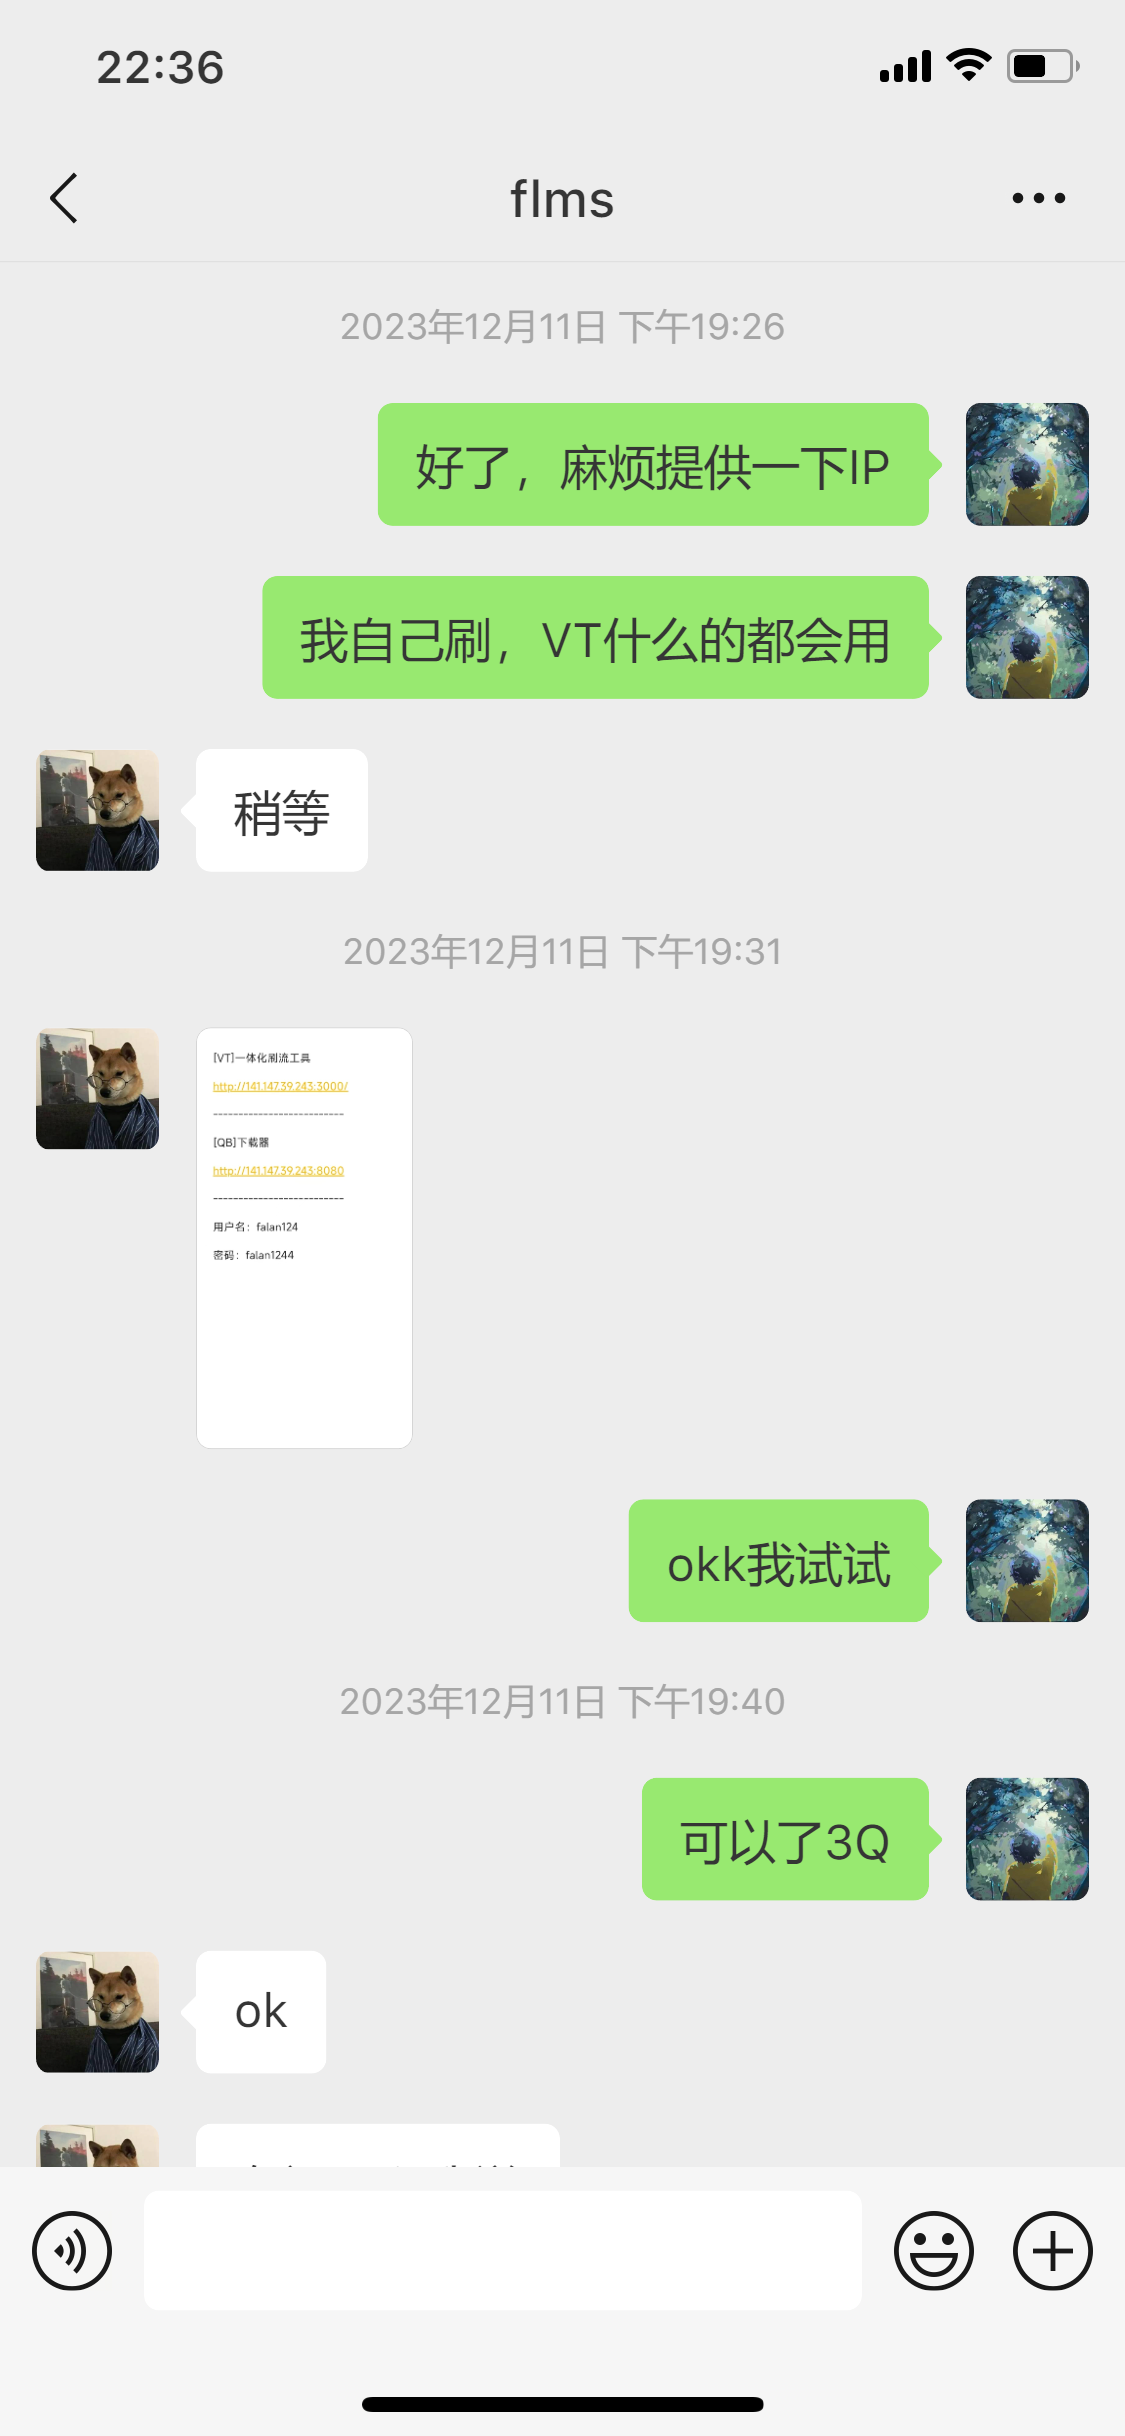 22:36
flms
2023年12月11日 下午19:26
好了，麻烦提供一下IP
我自己刷，VT什么的都会用
稍等
2023年12月11日 下午19:31
[VT]一体化刷流工具
http://141.147.39.243:3000/
--------------------------
[QB]下载器
http://141.147.39.243:8080
--------------------------
用户名：falan124
密码：falan1244
okk我试试
2023年12月11日 下午19:40
可以了3Q
ok